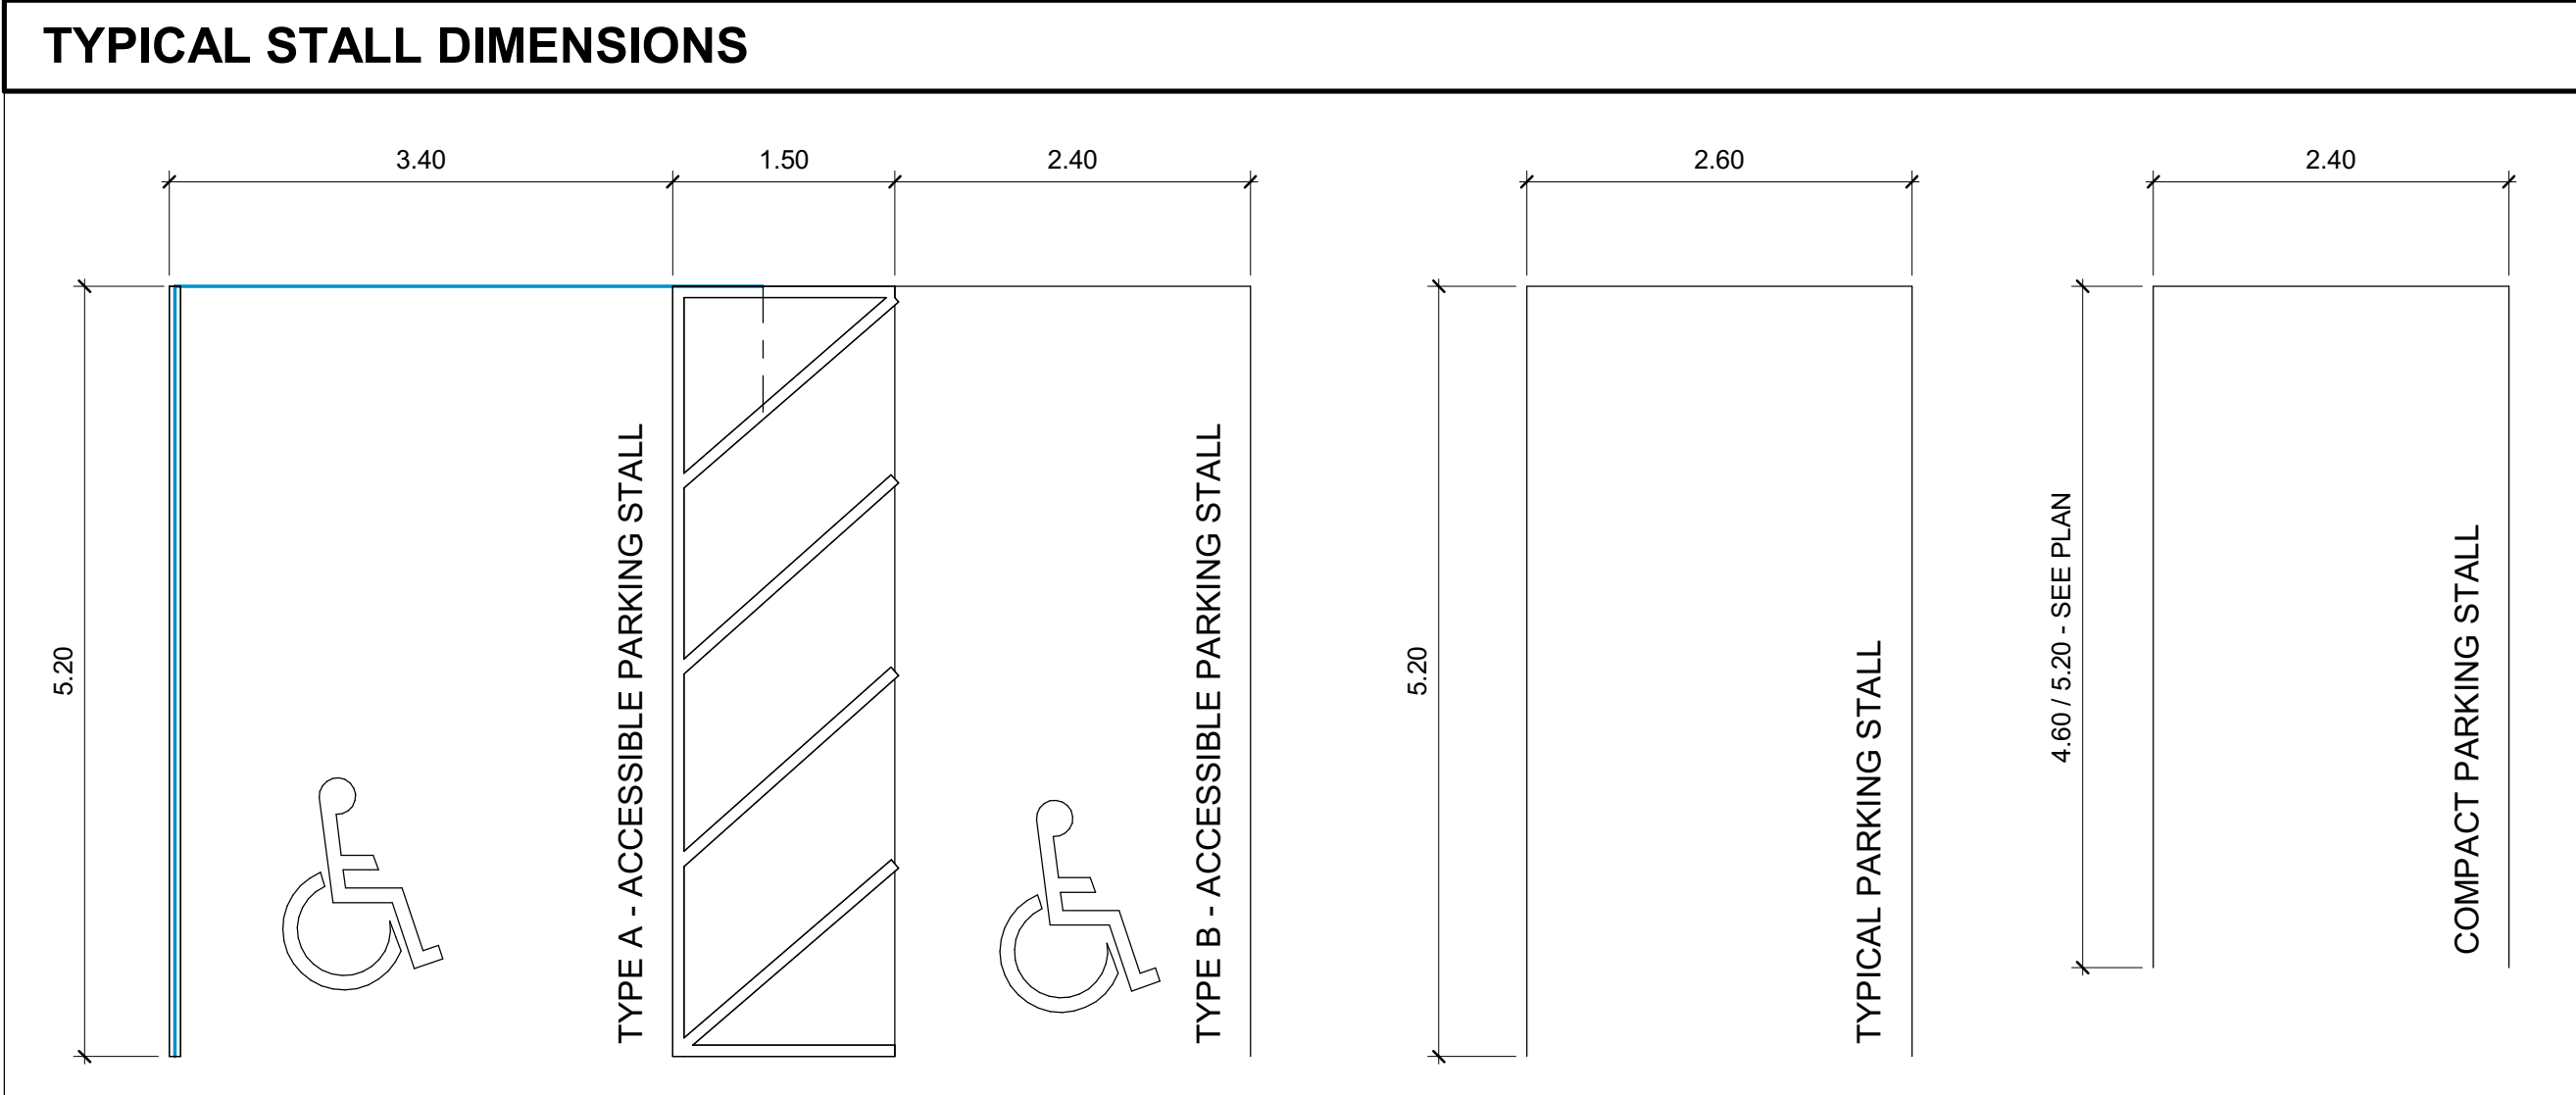 TYPICAL STALL DIMENSIONS
3.40
1.50
2.40
2.60
2.40
5.20
TYPE A - ACCESSIBLE PARKING STALL
TYPE B - ACCESSIBLE PARKING STALL
5.20
TYPICAL PARKING STALL
4.60 / 5.20 - SEE PLAN
COMPACT PARKING STALL